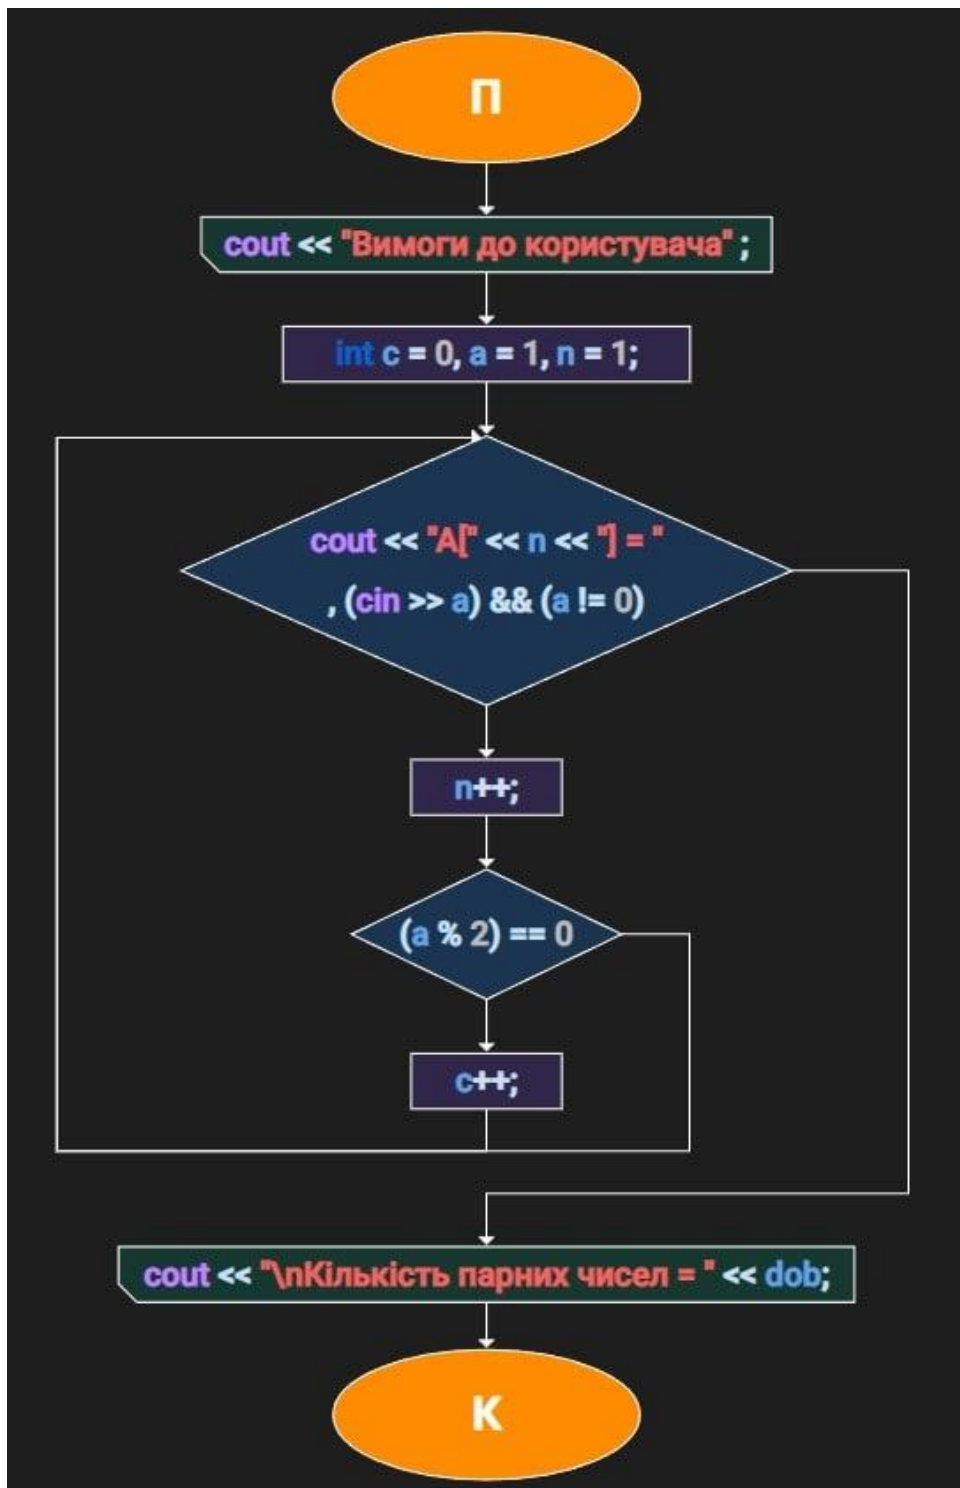 П
cout << "Вимоги до користувача" ;
int c = 0, a = 1, n = 1;
cout << "A[" << n << "] = "
, (cin >> a) && (a != 0)
n++;
(a % 2) == 0
c++;
cout << "\nКількість парних чисел = " << dob;
К